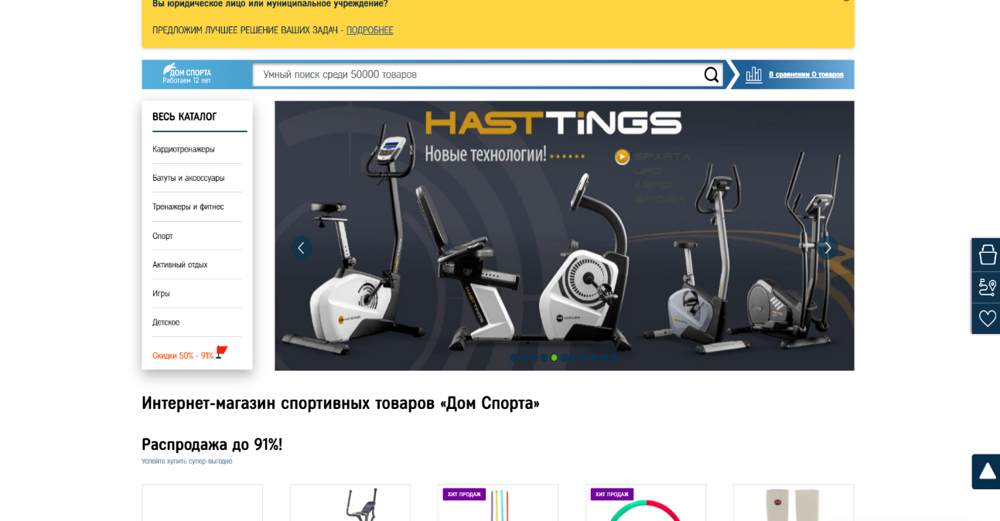 Вы юридическое лицо или муниципальное учреждение?
ПРЕДЛОЖИМ ЛУЧШЕЕ РЕШЕНИЕ ВАШИХ ЗАДАЧ - ПОДРОБНЕЕ
ДОМ СПОРТА
Работаем 12 лет
Умный поиск среди 50000 товаров
В сравнении 0 товаров
ВЕСЬ КАТАЛОГ
Кардиотренажеры
Батуты и аксессуары
Тренажеры и фитнес
Спорт
Активный отдых
Игры
Детское
Скидки 50% - 91%
HASTTINGS
Новые технологии!
SPARTA
UFO
AERO
SPIDER
Интернет-магазин спортивных товаров «Дом Спорта»
Распродажа до 91%!
Успейте купить супер-выгодно
ХИТ ПРОДАЖ
ХИТ ПРОДАЖ